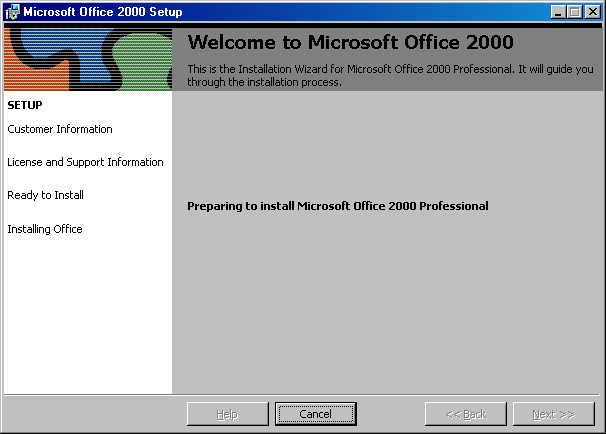 Microsoft Office 2000 Setup
Welcome to Microsoft Office 2000
This is the Installation Wizard for Microsoft Office 2000 Professional. It will guide you
through the installation process.
SETUP
Customer Information
License and Support Information
Ready to Install
Installing Office
Preparing to install Microsoft Office 2000 Professional
Help
Cancel
<< Back
Next >>